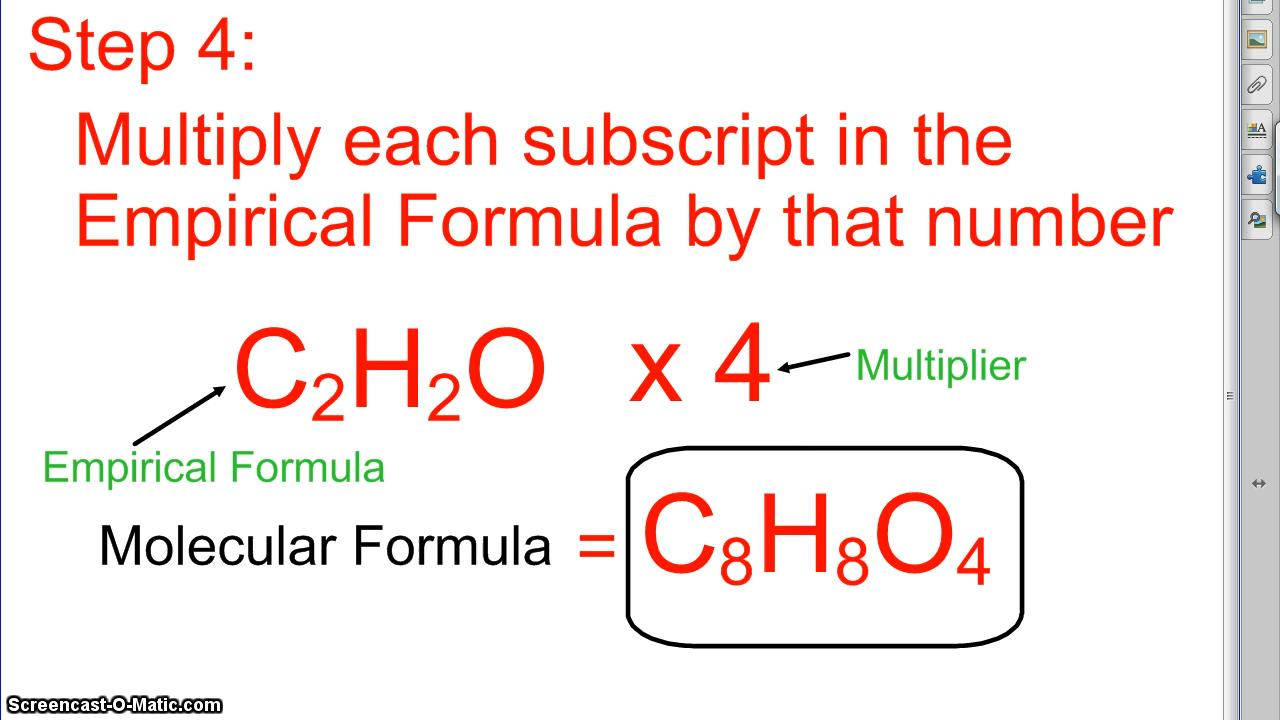 Step 4:
Multiply each subscript in the
Empirical Formula by that number
C₂H₂O x 4
Multiplier
Empirical Formula
Molecular Formula = C₈H₈O₄
Screencast-O-Matic.com